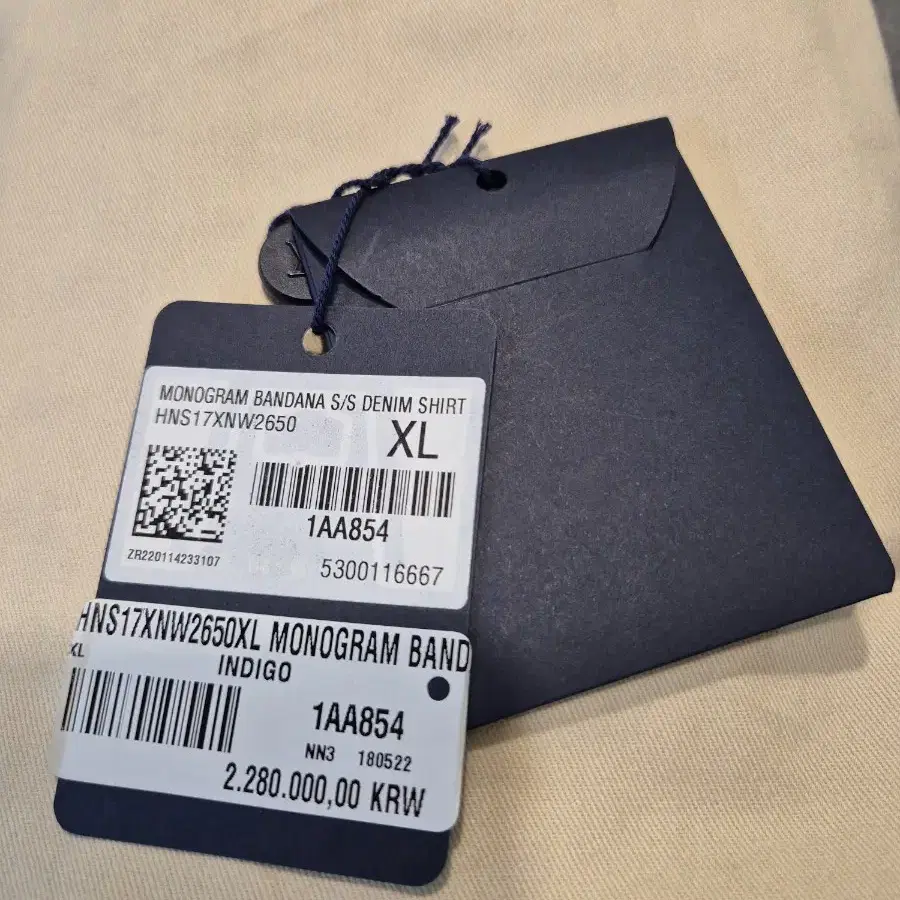 MONOGRAM BANDANA S/S DENIM SHIRT
HNS17XNW2650
XL
1AA854
ZR220114233107
5300116667
HNS17XNW2650XL MONOGRAM BAND
XL
INDIGO
1AA854
NN3 180522
2.280.000,00 KRW